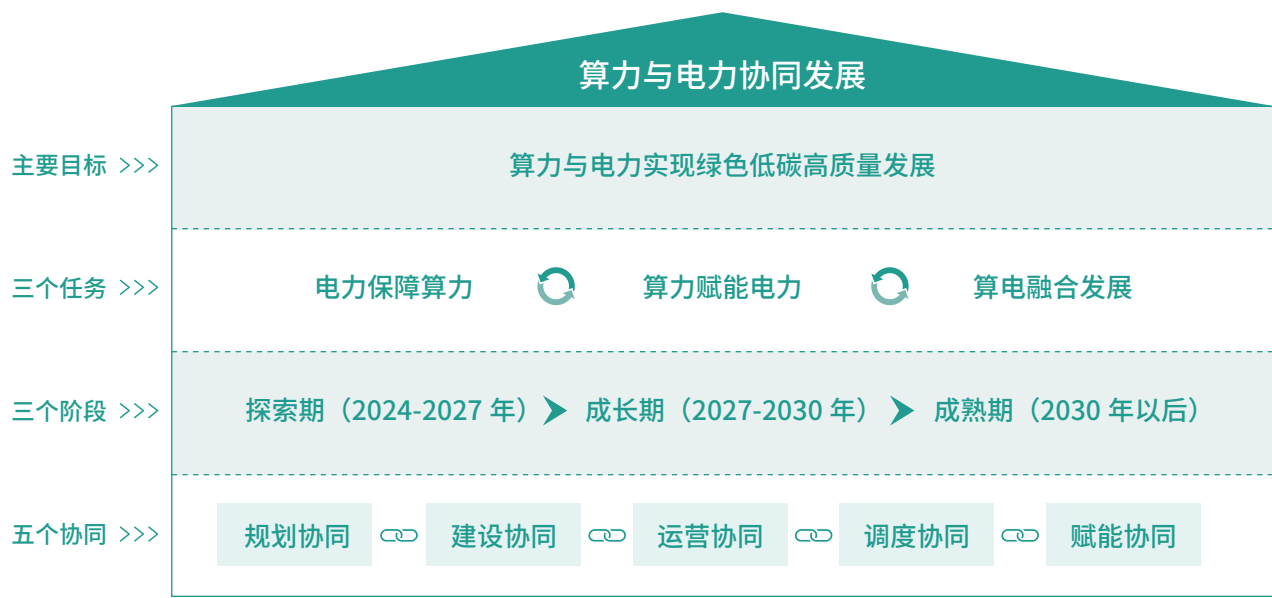 算力与电力协同发展
主要目标 >>> 算力与电力实现绿色低碳高质量发展
三个任务 >>> 电力保障算力 算力赋能电力 算电融合发展
三个阶段 >>> 探索期（2024-2027 年） 成长期（2027-2030 年） 成熟期（2030 年以后）
五个协同 >>> 规划协同 建设协同 运营协同 调度协同 赋能协同